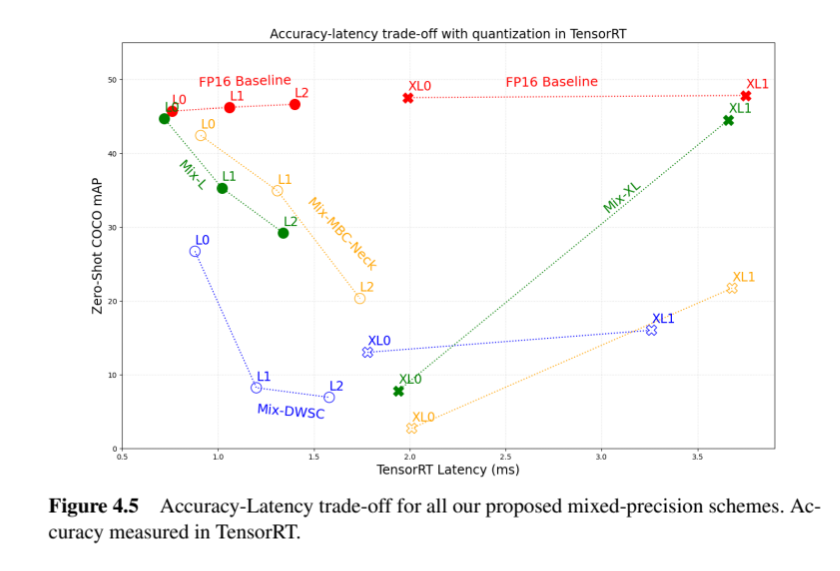 Accuracy-latency trade-off with quantization in TensorRT
50
40
30
20
10
0
Zero-Shot COCO mAP
FP16 Baseline
L0
L1
L2
FP16 Baseline
XL0
XL1
L0
L1
L2
Mix-L
XL0
XL1
Mix-XL
L0
L1
L2
Mix-MBC-Neck
XL0
XL1
L0
L1
L2
Mix-DWSC
XL0
XL1
0.5 1.0 1.5 2.0 2.5 3.0 3.5
TensorRT Latency (ms)
Figure 4.5 Accuracy-Latency trade-off for all our proposed mixed-precision schemes. Ac-
curacy measured in TensorRT.